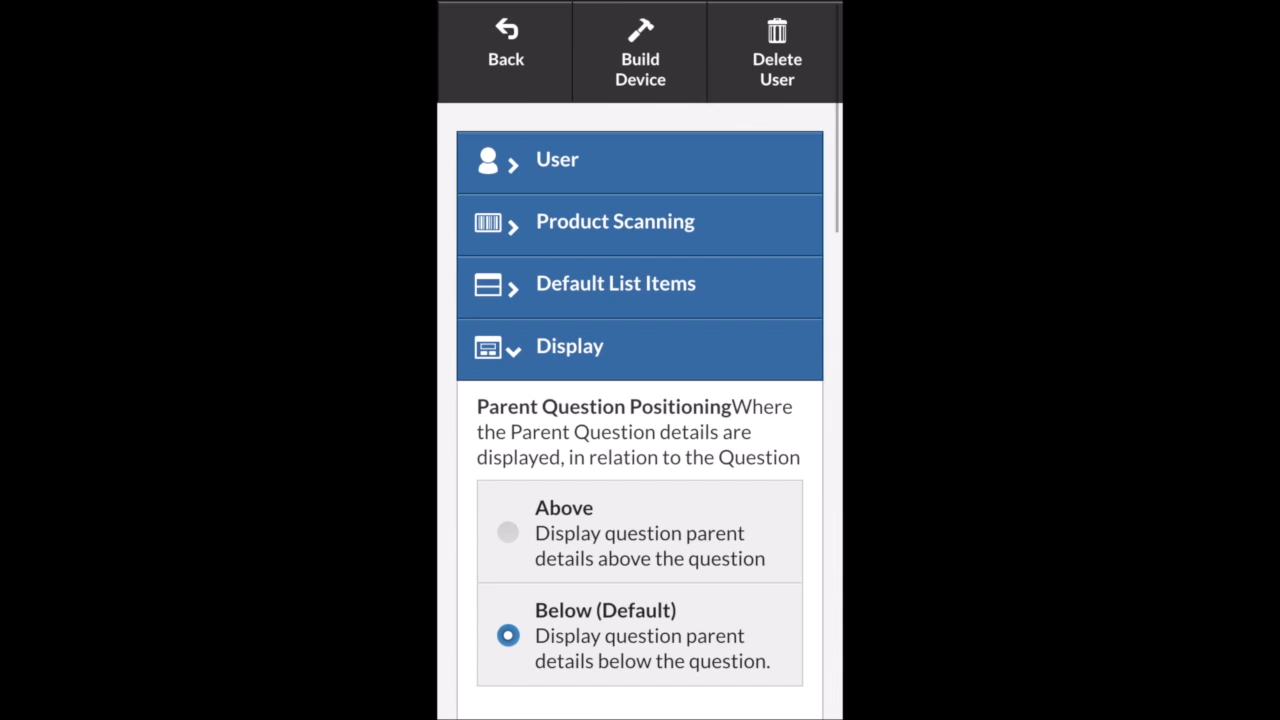 Back
Build
Device
Delete
User
User
Product Scanning
Default List Items
Display
Parent Question PositioningWhere
the Parent Question details are
displayed, in relation to the Question
Above
Display question parent
details above the question
Below (Default)
Display question parent
details below the question.